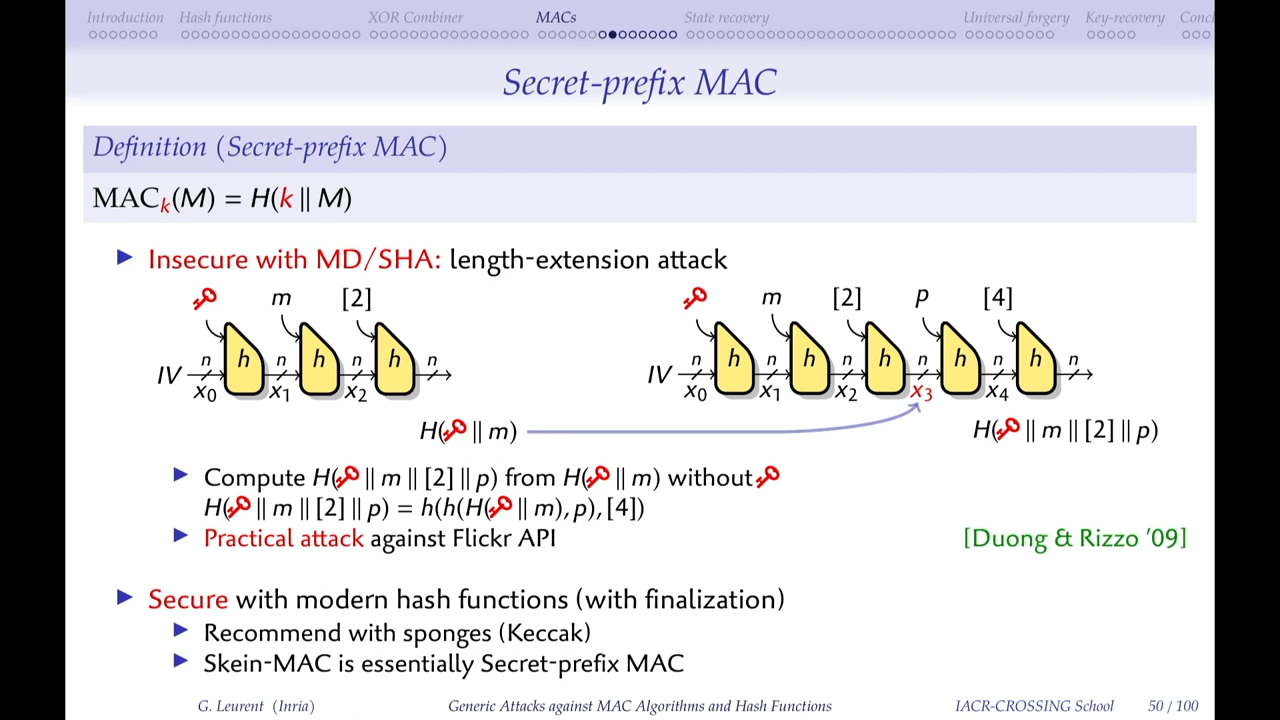 Introduction Hash functions XOR Combiner MACs State recovery Universal forgery Key-recovery Concl
Secret-prefix MAC
Definition (Secret-prefix MAC)
MACk(M) = H(k || M)
Insecure with MD/SHA: length-extension attack
m [2] m [2] p [4]
n h n h n h n n h n h n h n h n h n
IV IV
x0 x1 x2 x0 x1 x2 x3 x4
H( || m) H( || m || [2] || p)
Compute H( || m || [2] || p) from H( || m) without
H( || m || [2] || p) = h(h(H( || m), p), [4])
Practical attack against Flickr API [Duong & Rizzo ’09]
Secure with modern hash functions (with finalization)
Recommend with sponges (Keccak)
Skein-MAC is essentially Secret-prefix MAC
G. Leurent (Inria) Generic Attacks against MAC Algorithms and Hash Functions IACR-CROSSING School 50 / 100